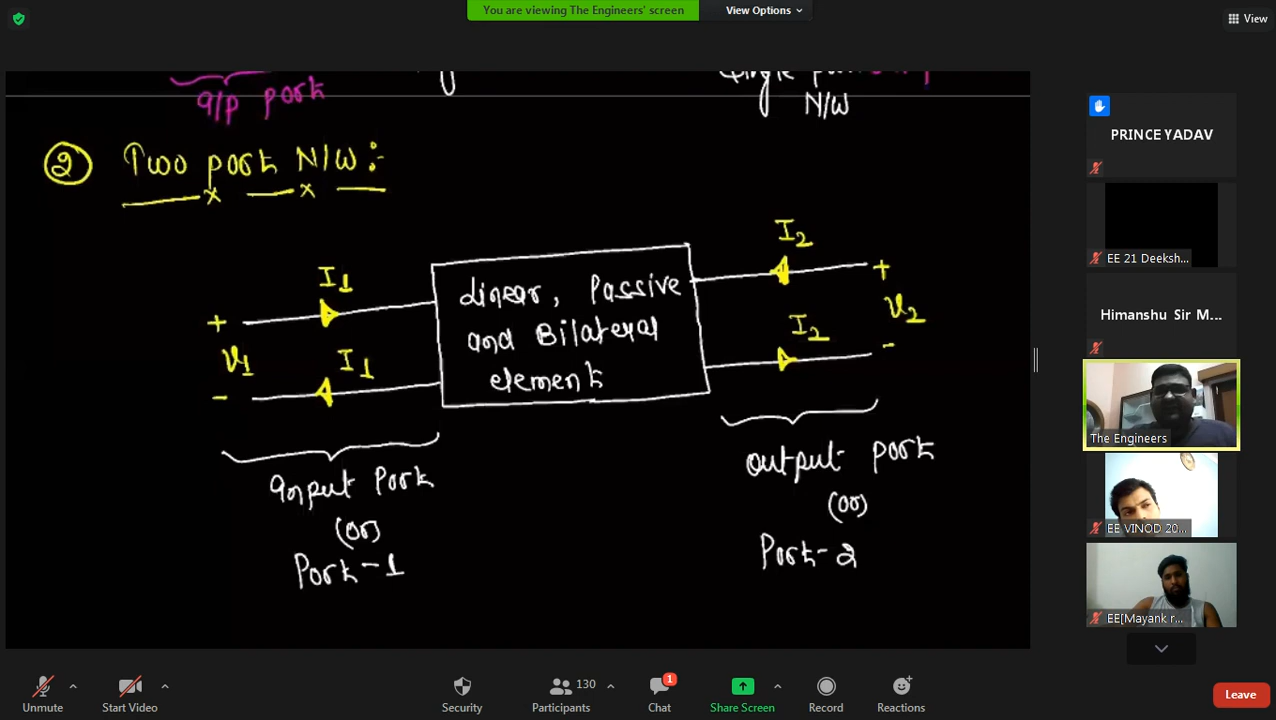 You are viewing The Engineers' screen
View Options
View
i/p port
N/W
② Two port N/W:-
I1
I2
+
V1
-
I1
Linear, Passive
and Bilateral
element
I2
+
V2
-
Input Port
(or)
Port-1
output port
(or)
Port-2
PRINCE YADAV
EE 21 Deeksh...
Himanshu Sir M...
The Engineers
EE VINOD 20...
EE[Mayank r...
Unmute
Start Video
Security
130
Participants
1
Chat
Share Screen
Record
Reactions
Leave